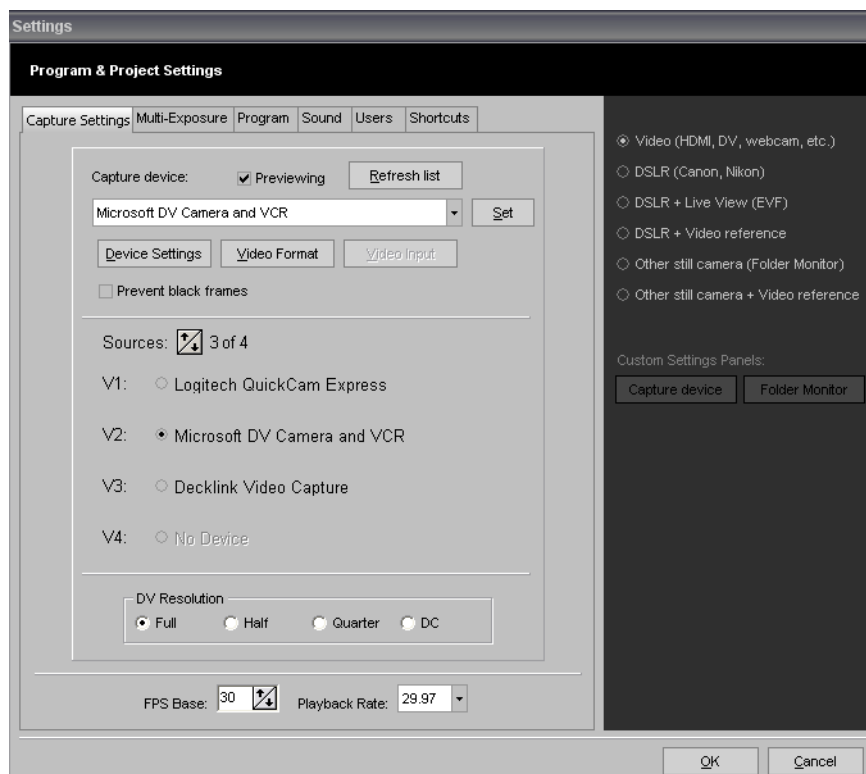 Settings
Program & Project Settings
Capture Settings Multi-Exposure Program Sound Users Shortcuts
Capture device: Previewing Refresh list
Microsoft DV Camera and VCR Set
Device Settings Video Format Video Input
Prevent black frames
Sources: 3 of 4
V1: Logitech QuickCam Express
V2: Microsoft DV Camera and VCR
V3: Decklink Video Capture
V4: No Device
DV Resolution
Full Half Quarter DC
FPS Base: 30 Playback Rate: 29.97
Video (HDMI, DV, webcam, etc.)
DSLR (Canon, Nikon)
DSLR + Live View (EVF)
DSLR + Video reference
Other still camera (Folder Monitor)
Other still camera + Video reference
Custom Settings Panels:
Capture device Folder Monitor
OK Cancel